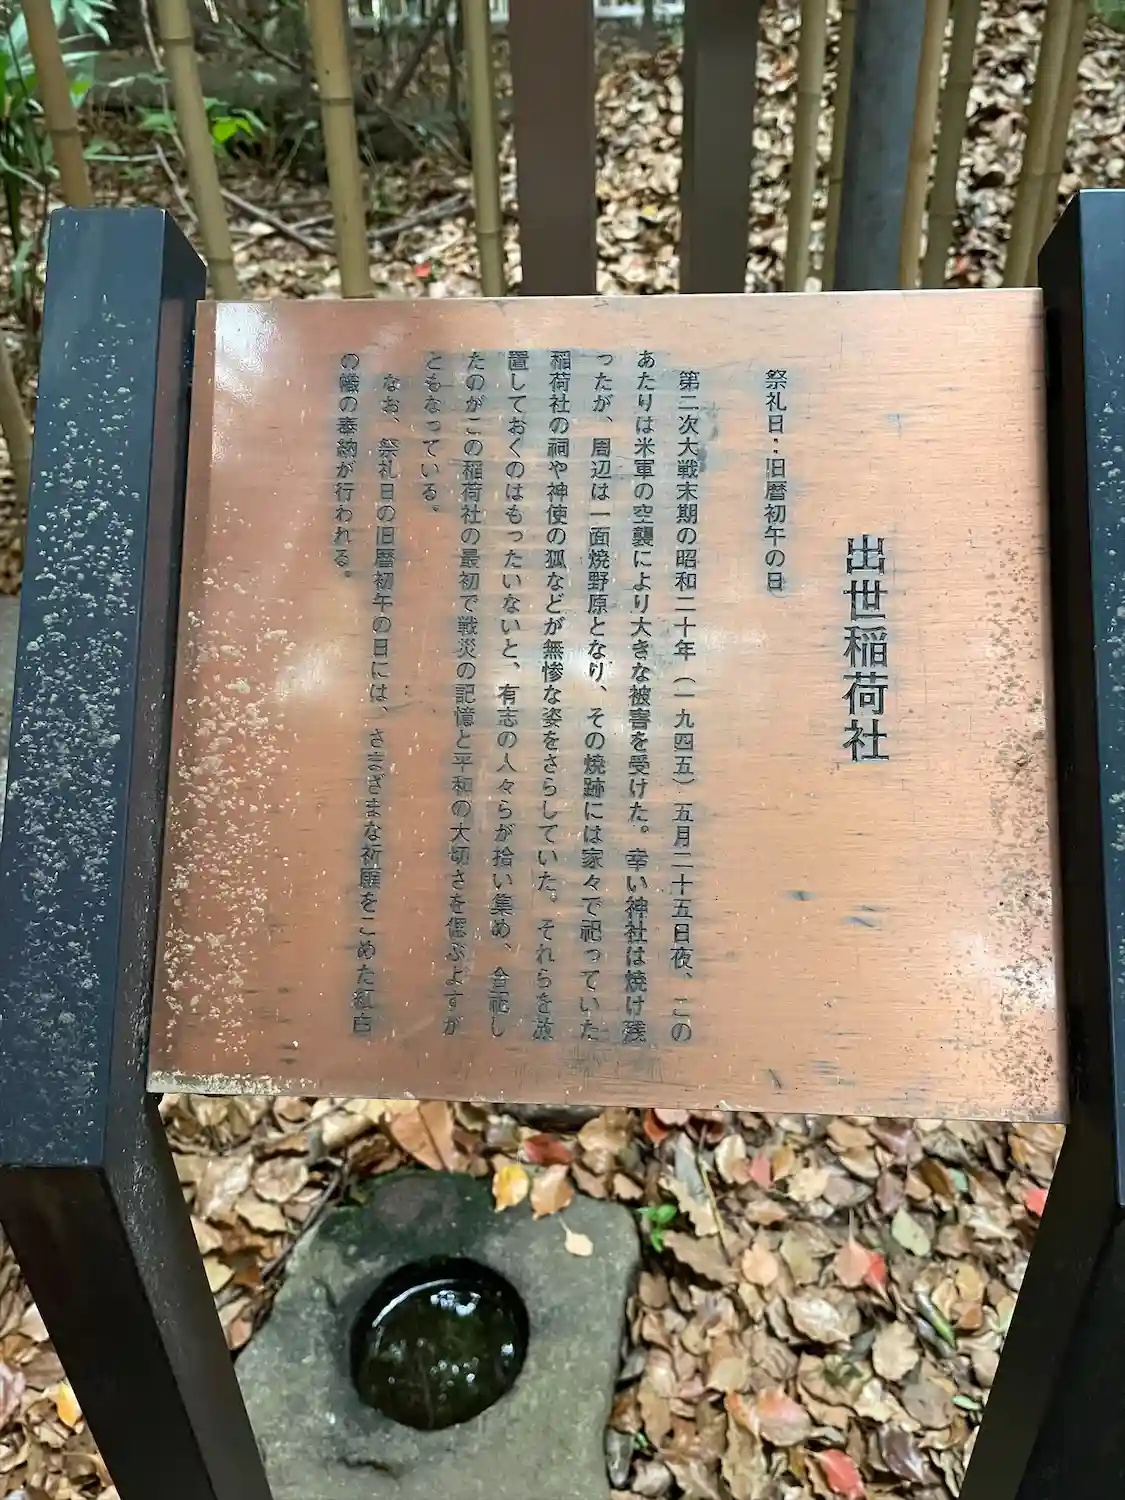 出世稲荷社
祭礼日：旧暦初午の日
第二次大戦末期の昭和二十年（一九四五）五月二十五日夜、この
あたりは米軍の空襲により大きな被害を受けた。幸い神社は焼け残
ったが、周辺は一面焼野原となり、その焼跡には家々で祀っていた
稲荷社の祠や神使の狐などが無惨な姿をさらしていた。それらを放
置しておくのはもったいないと、有志の人々らが拾い集め、合祀し
たのがこの稲荷社の最初で戦災の記憶と平和の大切さを偲ぶよすが
ともなっている。
なお、祭礼日の旧暦初午の日には、さまざまな祈願をこめた紅白
の幟の奉納が行われる。